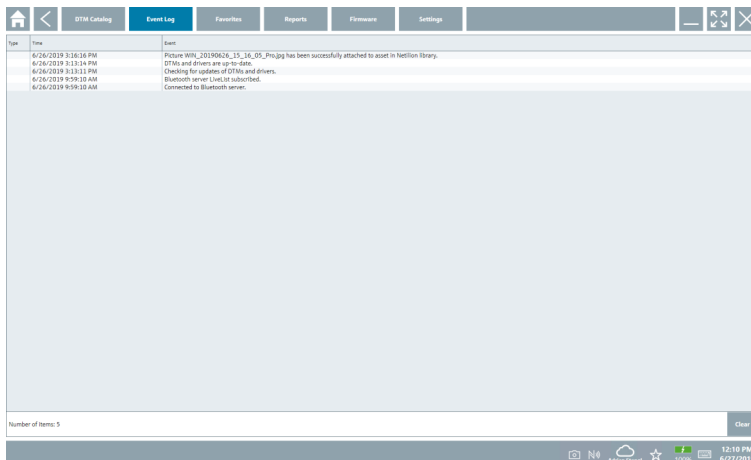 DTM Catalog Event Log Favorites Reports Firmware Settings
Type Time Event
6/26/2019 3:16:16 PM Picture WIN_20190626_15_16_05_Pro.jpg has been successfully attached to asset in Netilion library.
6/26/2019 3:13:14 PM DTMs and drivers are up-to-date.
6/26/2019 3:13:11 PM Checking for updates of DTMs and drivers.
6/26/2019 9:59:10 AM Bluetooth server LiveList subscribed.
6/26/2019 9:59:10 AM Connected to Bluetooth server.
Number of items: 5 Clear
12:10 PM
100% 6/27/201